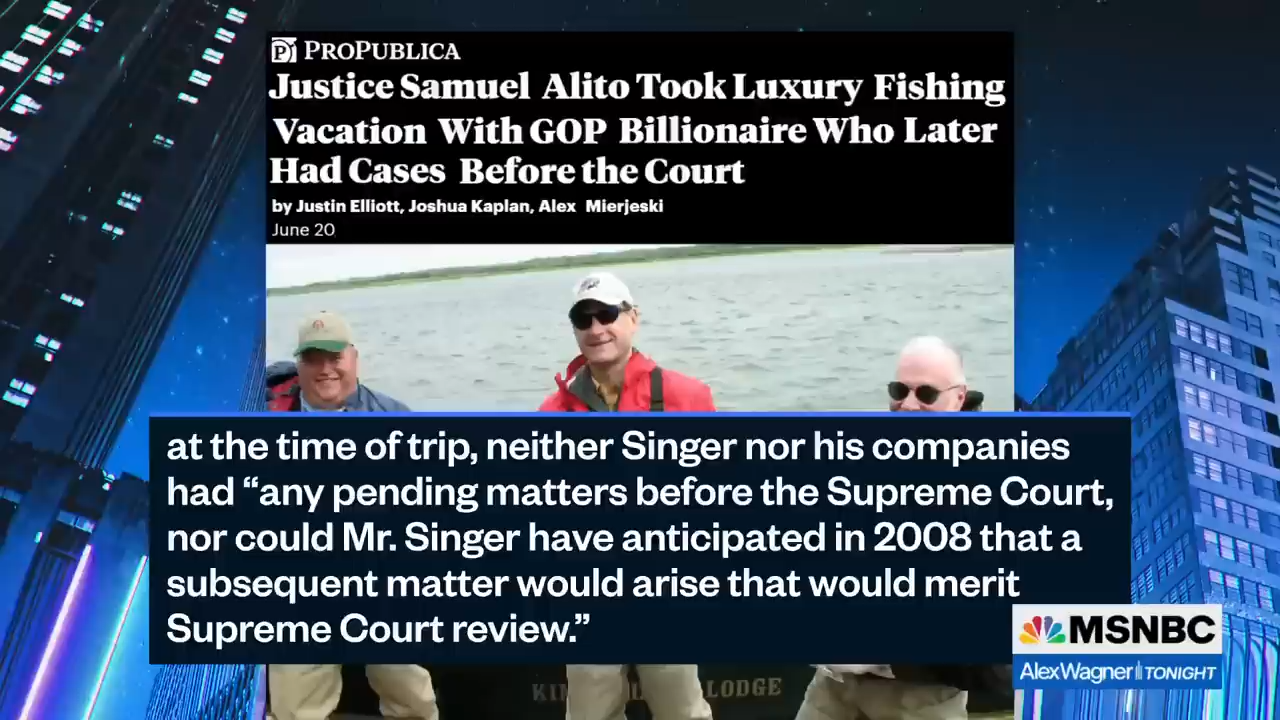 PROPUBLICA
Justice Samuel Alito Took Luxury Fishing
Vacation With GOP Billionaire Who Later
Had Cases Before the Court
by Justin Elliott, Joshua Kaplan, Alex Mierjeski
June 20
at the time of trip, neither Singer nor his companies
had “any pending matters before the Supreme Court,
nor could Mr. Singer have anticipated in 2008 that a
subsequent matter would arise that would merit
Supreme Court review.”
LODGE
MSNBC
AlexWagner TONIGHT